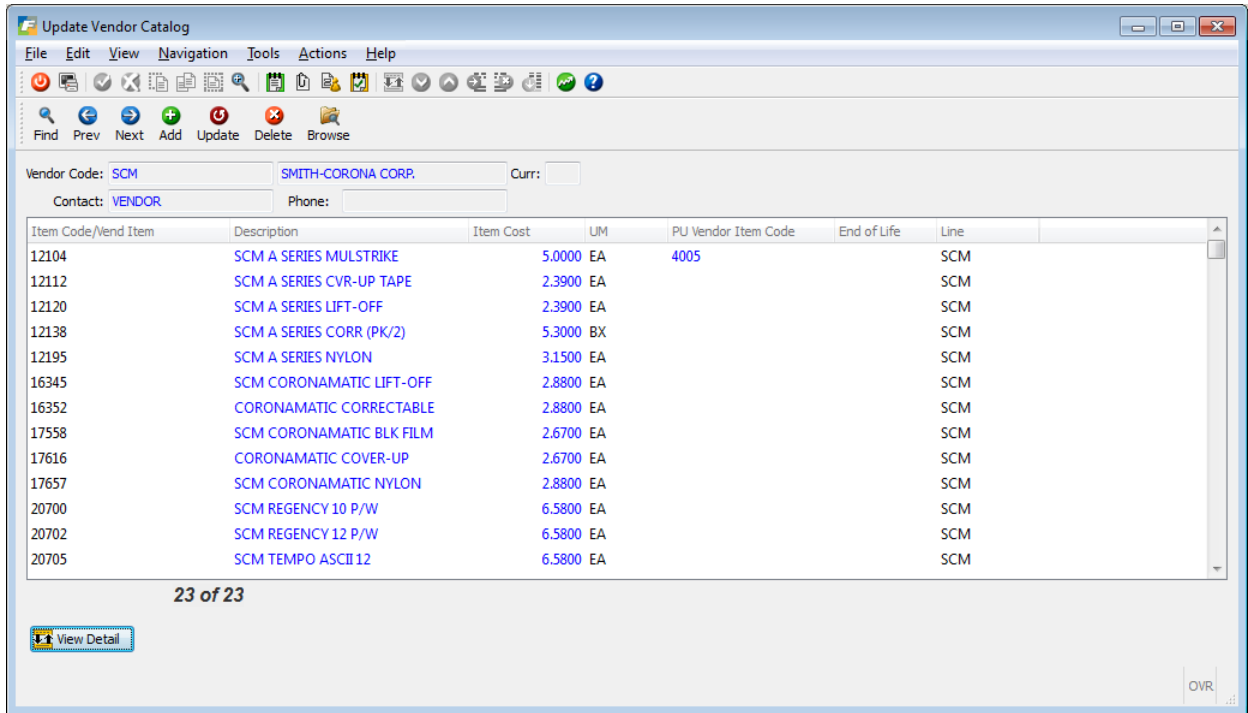 Update Vendor Catalog
File Edit View Navigation Tools Actions Help
Find Prev Next Add Update Delete Browse
Vendor Code: SCM SMITH-CORONA CORP. Curr:
Contact: VENDOR Phone:
Item Code/Vend Item Description Item Cost UM PU Vendor Item Code End of Life Line
12104 SCM A SERIES MULSTRIKE 5.0000 EA 4005 SCM
12112 SCM A SERIES CVR-UP TAPE 2.3900 EA SCM
12120 SCM A SERIES LIFT-OFF 2.3900 EA SCM
12138 SCM A SERIES CORR (PK/2) 5.3000 BX SCM
12195 SCM A SERIES NYLON 3.1500 EA SCM
16345 SCM CORONAMATIC LIFT-OFF 2.8800 EA SCM
16352 CORONAMATIC CORRECTABLE 2.8800 EA SCM
17558 SCM CORONAMATIC BLK FILM 2.6700 EA SCM
17616 CORONAMATIC COVER-UP 2.6700 EA SCM
17657 SCM CORONAMATIC NYLON 2.8800 EA SCM
20700 SCM REGENCY 10 P/W 6.5800 EA SCM
20702 SCM REGENCY 12 P/W 6.5800 EA SCM
20705 SCM TEMPO ASCII 12 6.5800 EA SCM
23 of 23
View Detail
OVR